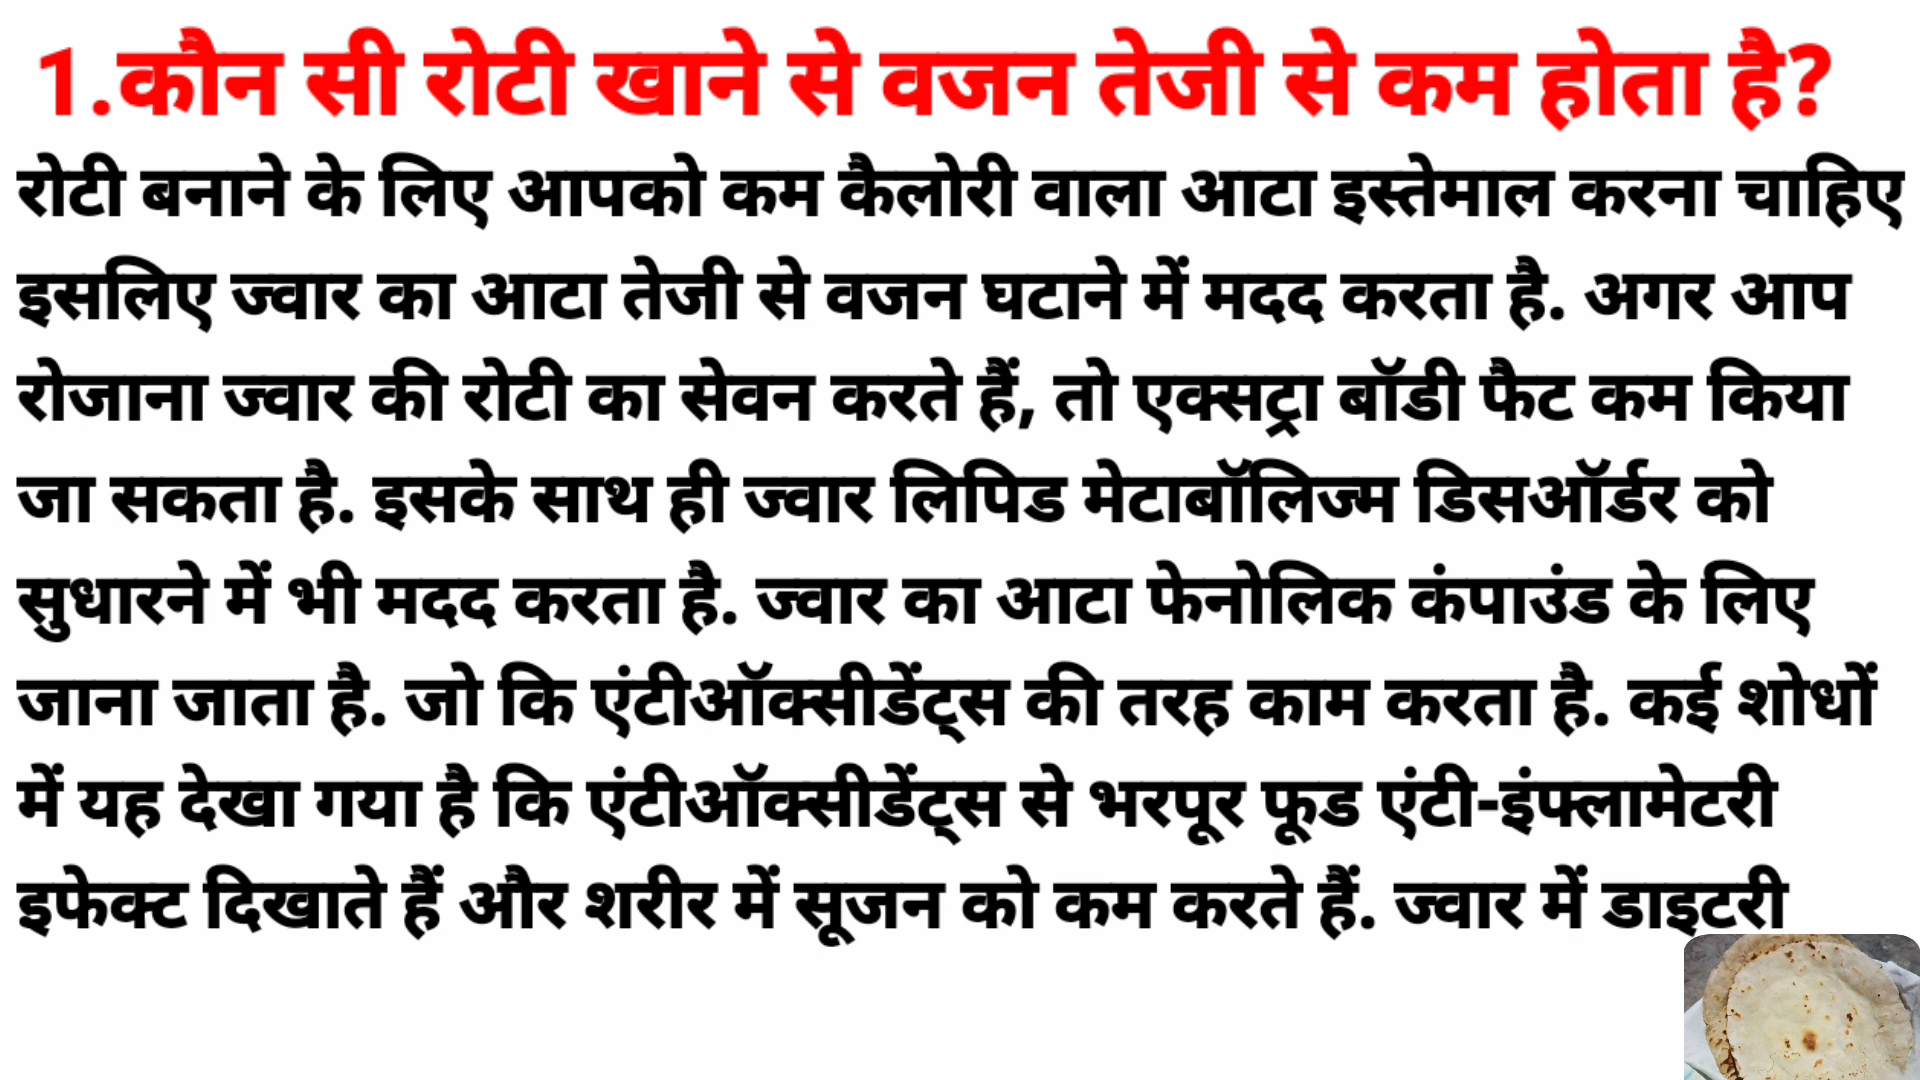 1.कौन सी रोटी खाने से वजन तेजी से कम होता है?
रोटी बनाने के लिए आपको कम कैलोरी वाला आटा इस्तेमाल करना चाहिए
इसलिए ज्वार का आटा तेजी से वजन घटाने में मदद करता है. अगर आप
रोजाना ज्वार की रोटी का सेवन करते हैं, तो एक्सट्रा बॉडी फैट कम किया
जा सकता है. इसके साथ ही ज्वार लिपिड मेटाबॉलिज्म डिसऑर्डर को
सुधारने में भी मदद करता है. ज्वार का आटा फेनोलिक कंपाउंड के लिए
जाना जाता है. जो कि एंटीऑक्सीडेंट्स की तरह काम करता है. कई शोधों
में यह देखा गया है कि एंटीऑक्सीडेंट्स से भरपूर फूड एंटी-इंफ्लामेटरी
इफेक्ट दिखाते हैं और शरीर में सूजन को कम करते हैं. ज्वार में डाइटरी